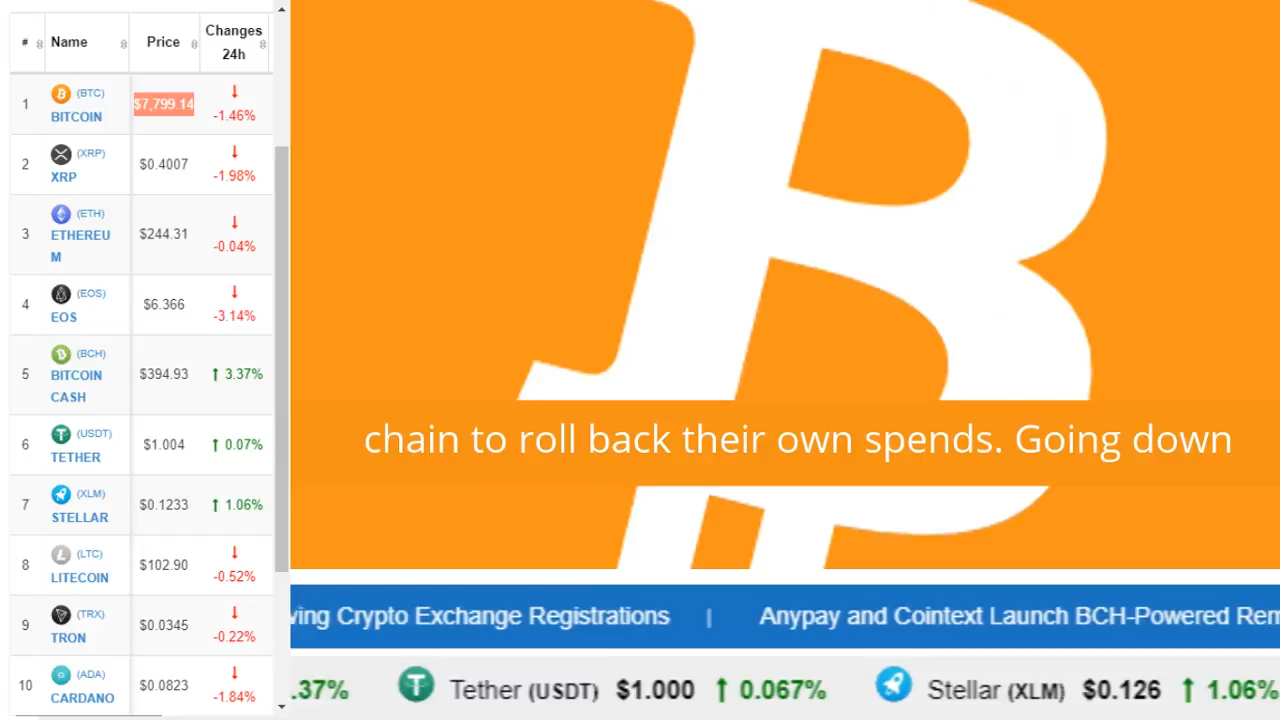 # Name Price Changes
24h
1 (BTC) BITCOIN $7,799.14 -1.46%
2 (XRP) XRP $0.4007 -1.98%
3 (ETH) ETHEREU
M $244.31 -0.04%
4 (EOS) EOS $6.366 -3.14%
5 (BCH) BITCOIN
CASH $394.93 3.37%
6 (USDT) TETHER $1.004 0.07%
7 (XLM) STELLAR $0.1233 1.06%
8 (LTC) LITECOIN $102.90 -0.52%
9 (TRX) TRON $0.0345 -0.22%
10 (ADA) CARDANO $0.0823 -1.84%
chain to roll back their own spends. Going down
ving Crypto Exchange Registrations | Anypay and Cointext Launch BCH-Powered Rem
.37% Tether (USDT) $1.000 0.067% Stellar (XLM) $0.126 1.06%